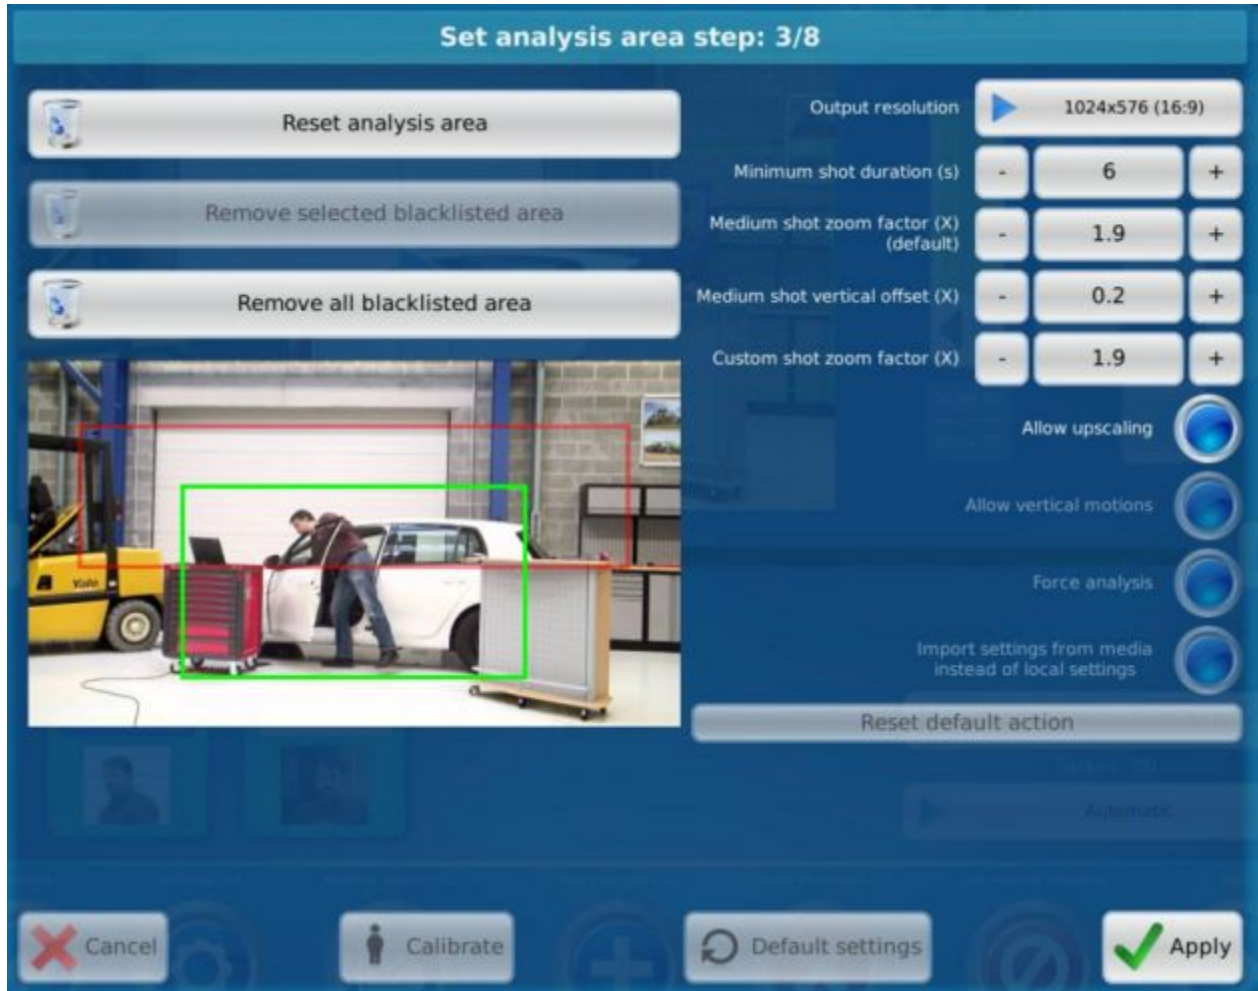 Set analysis area step: 3/8
Reset analysis area
Remove selected blacklisted area
Remove all blacklisted area
Yale
Output resolution
1024x576 (16:9)
Minimum shot duration (s)
-
6
+
Medium shot zoom factor (X)
(default)
-
1.9
+
Medium shot vertical offset (X)
-
0.2
+
Custom shot zoom factor (X)
-
1.9
+
Allow upscaling
Allow vertical motions
Force analysis
Import settings from media
instead of local settings
Reset default action
Automatic
Cancel
Calibrate
Default settings
Apply